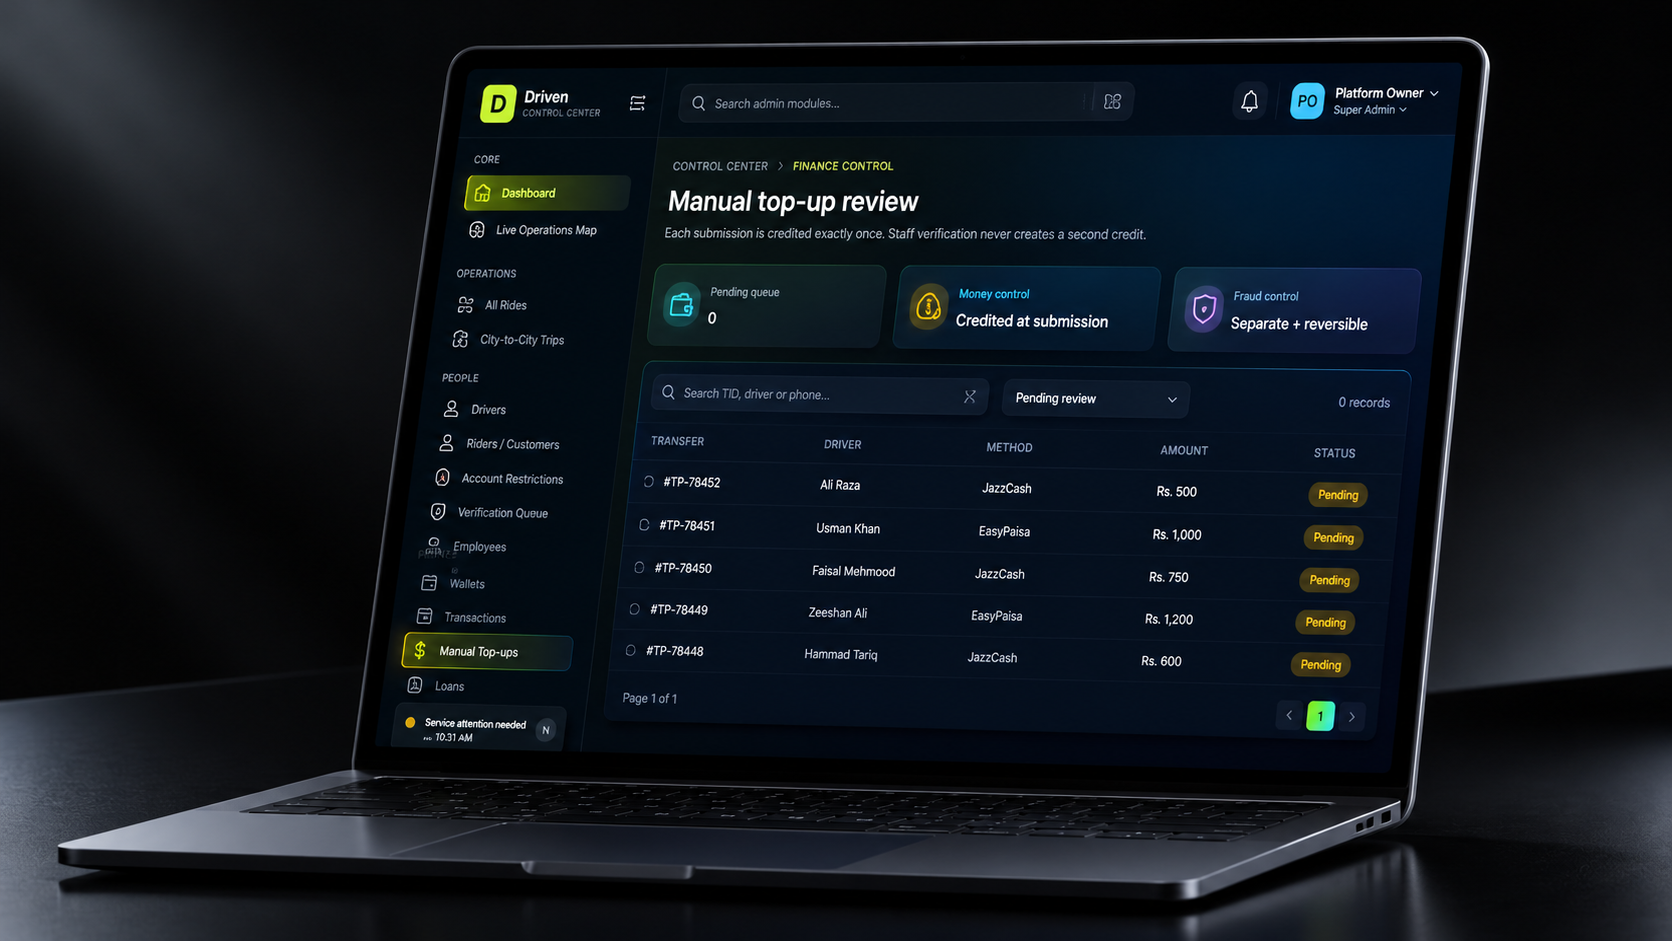 D
Driven
CONTROL CENTER
Search admin modules...
PO
Platform Owner
Super Admin
CORE
Dashboard
Live Operations Map
OPERATIONS
All Rides
City-to-City Trips
PEOPLE
Drivers
Riders / Customers
Account Restrictions
Verification Queue
Employees
Wallets
Transactions
$ Manual Top-ups
Loans
Service attention needed
10:31 AM
N
CONTROL CENTER > FINANCE CONTROL
Manual top-up review
Each submission is credited exactly once. Staff verification never creates a second credit.
Pending queue
0
Money control
Credited at submission
Fraud control
Separate + reversible
Search TID, driver or phone...
Pending review
0 records
TRANSFER DRIVER METHOD AMOUNT STATUS
#TP-78452 Ali Raza JazzCash Rs. 500 Pending
#TP-78451 Usman Khan EasyPaisa Rs. 1,000 Pending
#TP-78450 Faisal Mehmood JazzCash Rs. 750 Pending
#TP-78449 Zeeshan Ali EasyPaisa Rs. 1,200 Pending
#TP-78448 Hammad Tariq JazzCash Rs. 600 Pending
Page 1 of 1
< 1 >